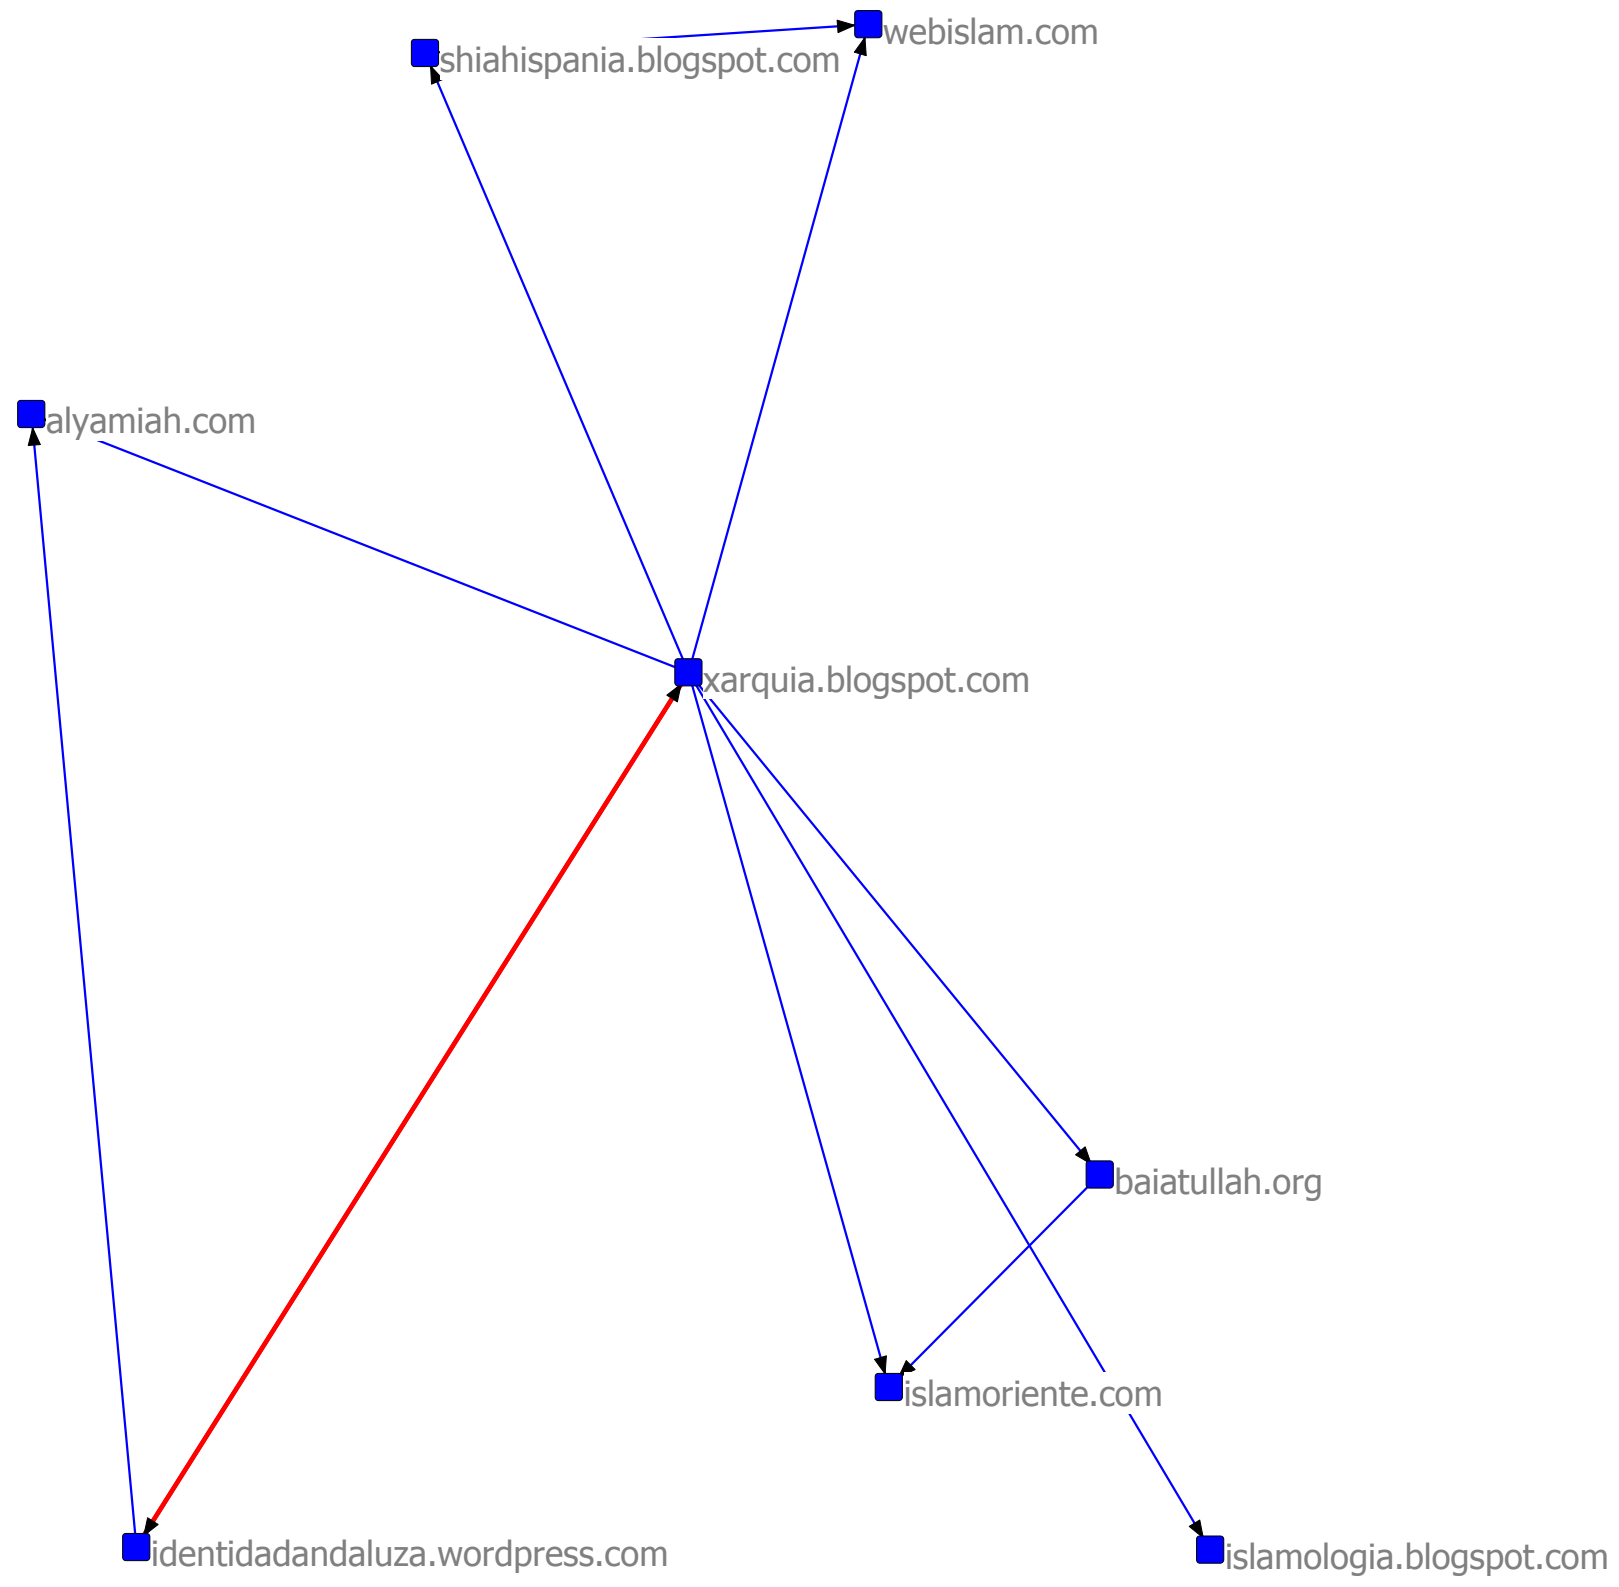 webislam.com
shiahispania.blogspot.com
alyamiah.com
xarquia.blogspot.com
baiatullah.org
islamoriente.com
identidadandaluza.wordpress.com
islamologia.blogspot.com